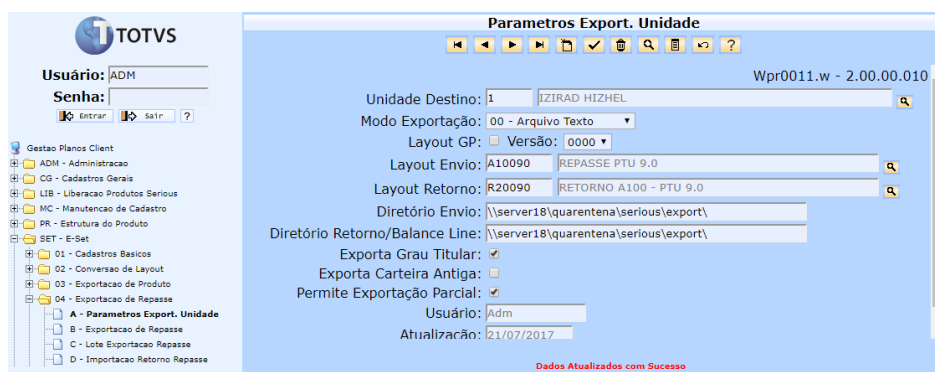 TOTVS
Usuário: ADM
Senha:
Entrar Sair ?
Gestao Planos Client
ADM - Administracao
CG - Cadastros Gerais
LIB - Liberacao Produtos Serious
MC - Manutencao de Cadastro
PR - Estrutura do Produto
SET - E-Set
01 - Cadastros Basicos
02 - Conversao de Layout
03 - Exportacao de Produto
04 - Exportacao de Repasse
A - Parametros Export. Unidade
B - Exportacao de Repasse
C - Lote Exportacao Repasse
D - Importacao Retorno Repasse
Parametros Export. Unidade
?
Wpr0011.w - 2.00.00.010
Unidade Destino: 1 IZIRAD HIZHEL
Modo Exportação: 00 - Arquivo Texto
Layout GP: Versão: 0000
Layout Envio: A10090 REPASSE PTU 9.0
Layout Retorno: R20090 RETORNO A100 - PTU 9.0
Diretório Envio: \\server18\quarentena\serious\export\
Diretório Retorno/Balance Line: \\server18\quarentena\serious\export\
Exporta Grau Titular:
Exporta Carteira Antiga:
Permite Exportação Parcial:
Usuário: Adm
Atualização: 21/07/2017
Dados Atualizados com Sucesso